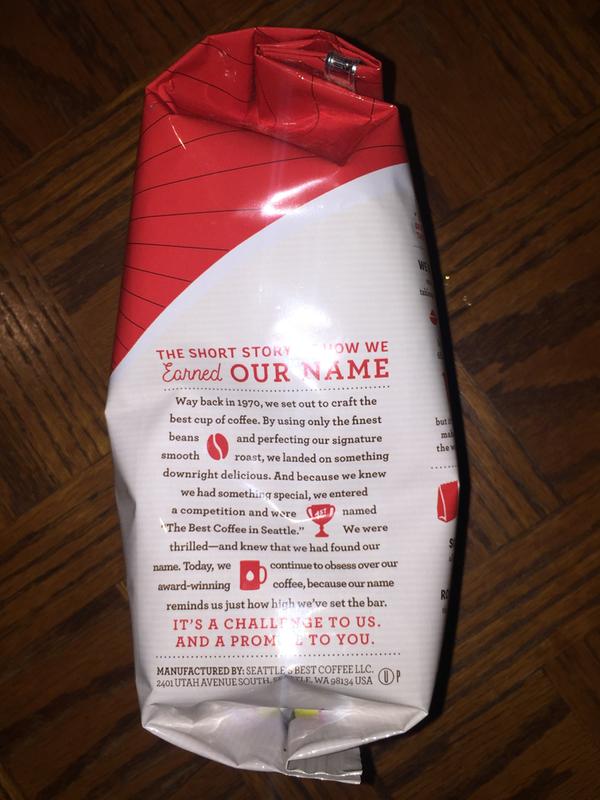 THE SHORT STORY HOW WE
Earned OUR NAME
Way back in 1970, we set out to craft the
best cup of coffee. By using only the finest
beans and perfecting our signature
smooth roast, we landed on something
downright delicious. And because we knew
we had something special, we entered
a competition and were 1ST named
"The Best Coffee in Seattle." We were
thrilled—and knew that we had found our
name. Today, we continue to obsess over our
award-winning coffee, because our name
reminds us just how high we've set the bar.
IT'S A CHALLENGE TO US.
AND A PROMISE TO YOU.
MANUFACTURED BY: SEATTLE'S BEST COFFEE LLC.
2401 UTAH AVENUE SOUTH, SEATTLE, WA 98134 USA U P